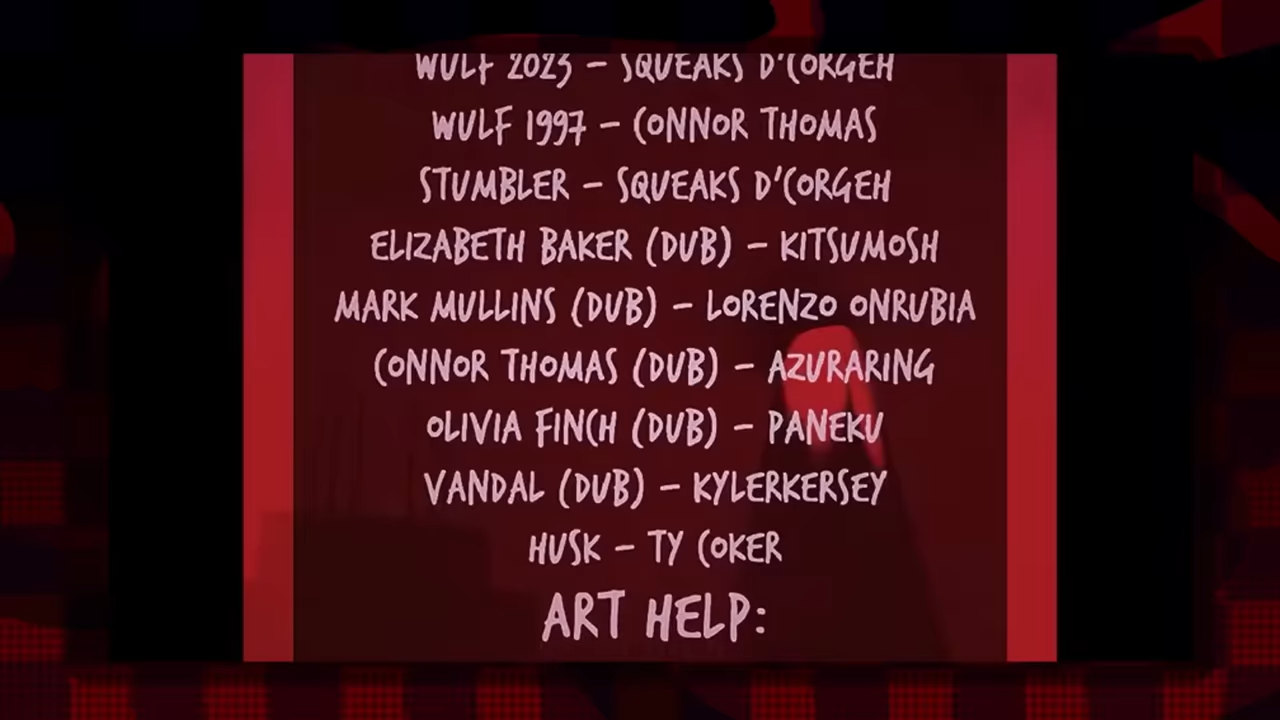 WULF 2023 – SQUEAKS D'CORGEH
WULF 1997 – CONNOR THOMAS
STUMBLER – SQUEAKS D'CORGEH
ELIZABETH BAKER (DUB) – KITSUMOSH
MARK MULLINS (DUB) – LORENZO ONRUBIA
CONNOR THOMAS (DUB) – AZURARING
OLIVIA FINCH (DUB) – PANEKU
VANDAL (DUB) – KYLERKERSEY
HUSK – TY COKER
ART HELP: